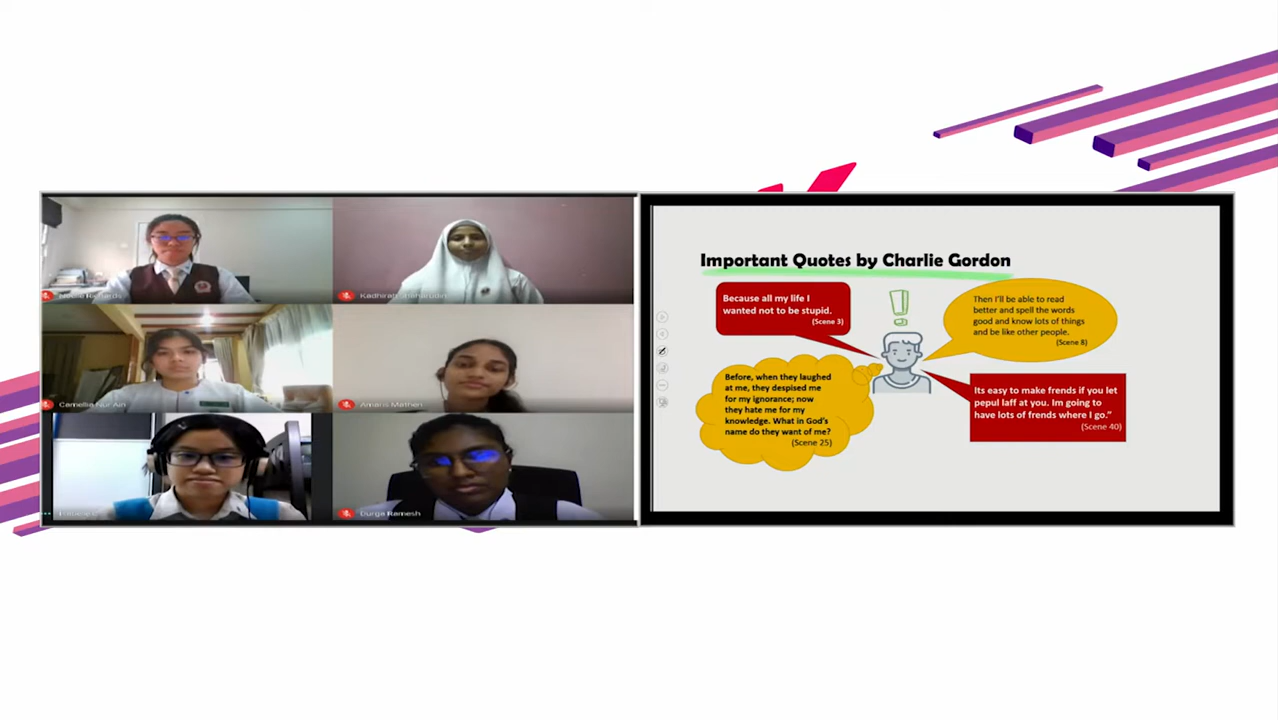 Kadhirah Shaharudin
Camellia Nur Ain
Amaris Mathen
Durga Ramesh
Important Quotes by Charlie Gordon
Because all my life I
wanted not to be stupid.
(Scene 3)
Then I'll be able to read
better and spell the words
good and know lots of things
and be like other people.
(Scene 8)
Before, when they laughed
at me, they despised me
for my ignorance; now
they hate me for my
knowledge. What in God's
name do they want of me?
(Scene 25)
Its easy to make frends if you let
pepul laff at you. Im going to
have lots of frends where I go."
(Scene 40)